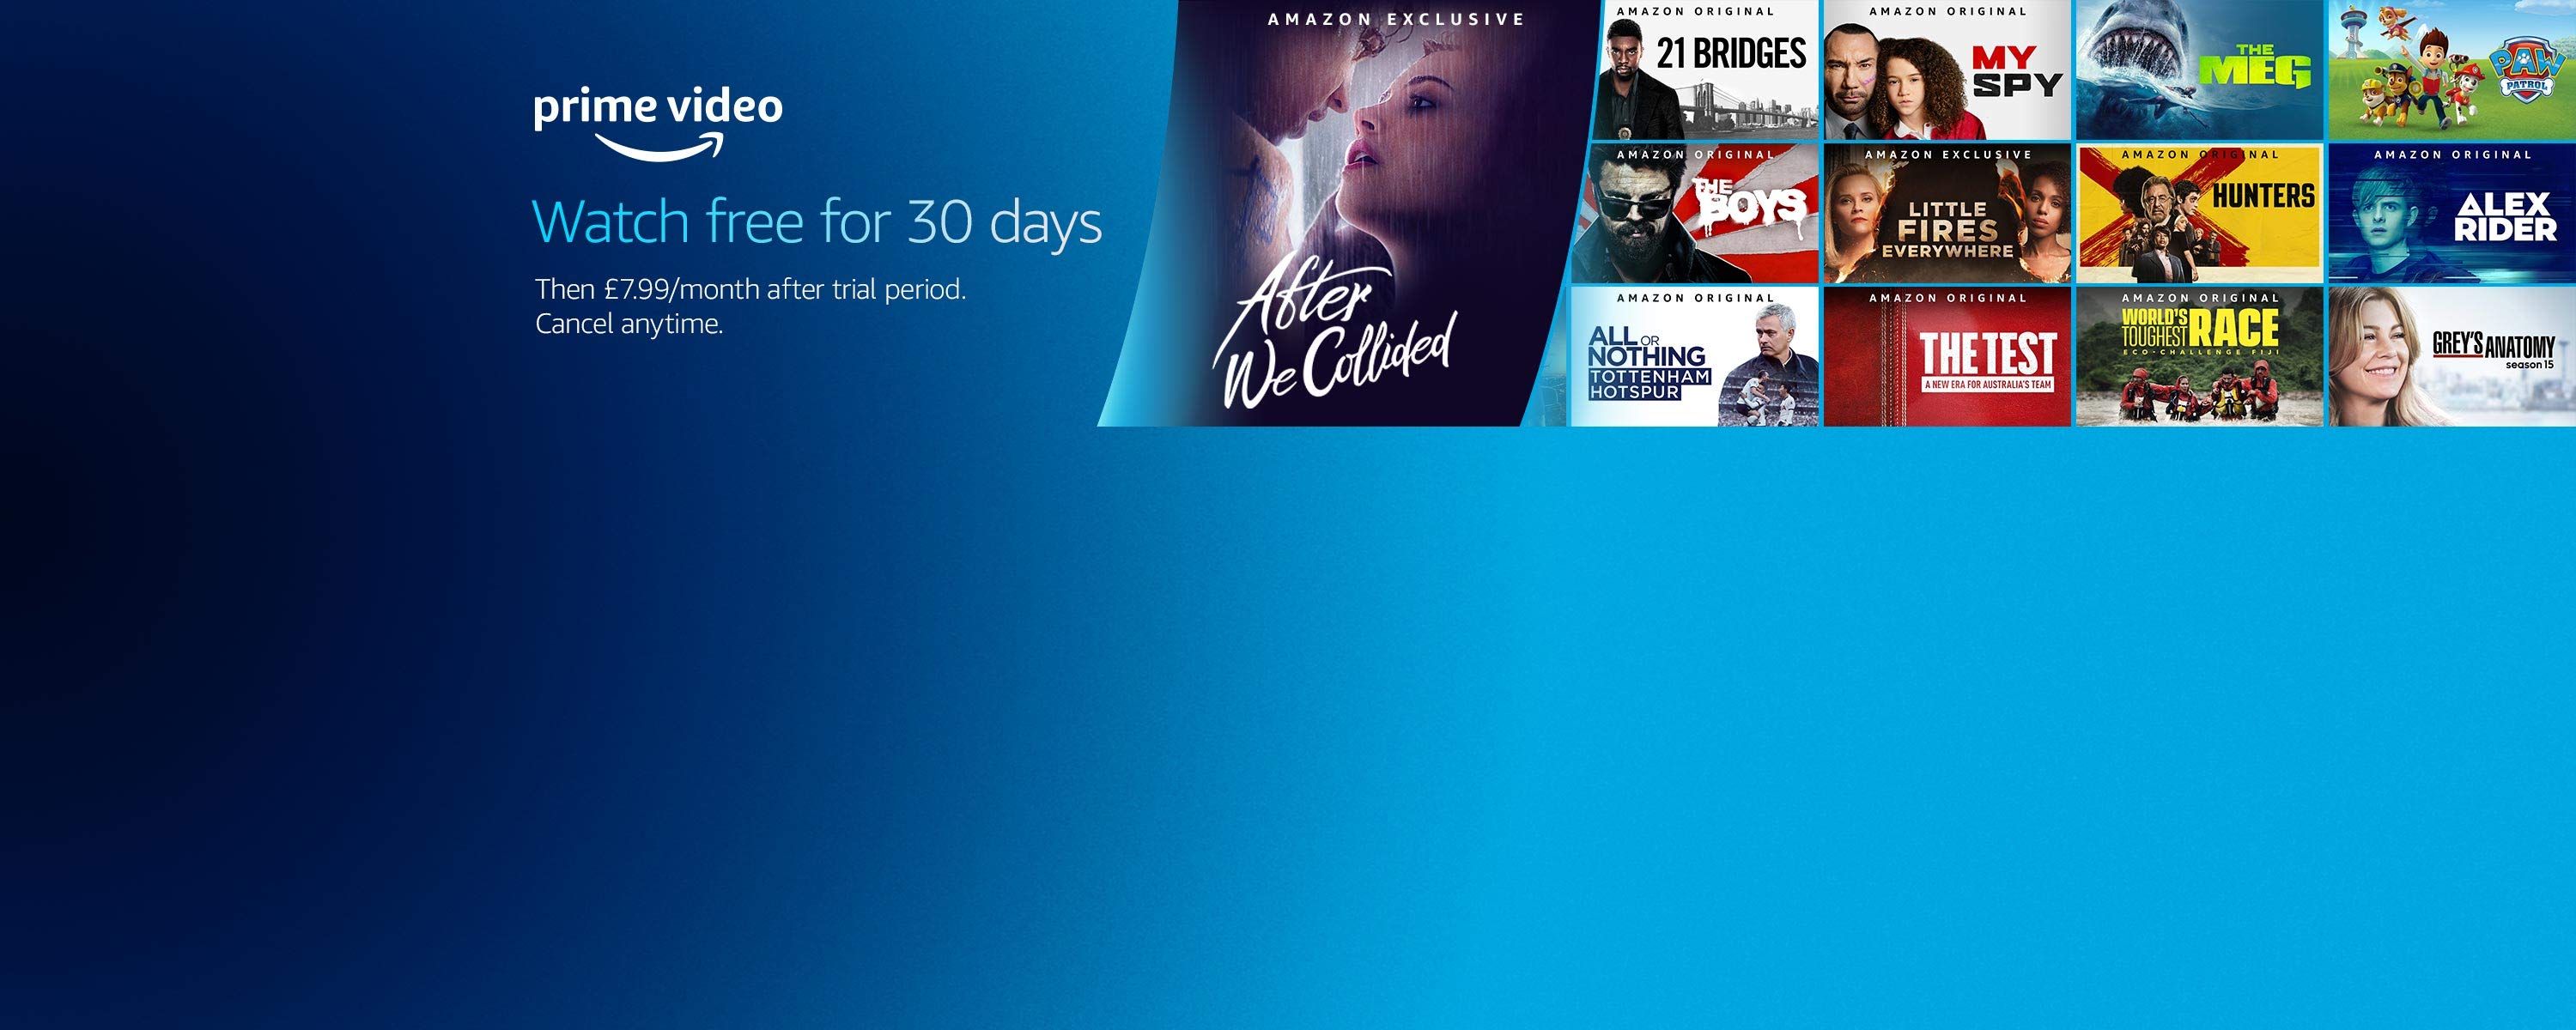 prime video
Watch free for 30 days
Then £7.99/month after trial period.
Cancel anytime.
AMAZON EXCLUSIVE
After
We Collided
AMAZON ORIGINAL
21 BRIDGES
AMAZON ORIGINAL
MY
SPY
THE
MEG
PAW
PATROL
AMAZON ORIGINAL
THE
BOYS
AMAZON EXCLUSIVE
LITTLE
FIRES
EVERYWHERE
AMAZON ORIGINAL
HUNTERS
AMAZON ORIGINAL
ALEX
RIDER
AMAZON ORIGINAL
ALL OR
NOTHING
TOTTENHAM
HOTSPUR
AMAZON ORIGINAL
THE TEST
A NEW ERA FOR AUSTRALIA'S TEAM
AMAZON ORIGINAL
WORLD'S
TOUGHEST RACE
ECO-CHALLENGE FIJI
GREY'S ANATOMY
season 15